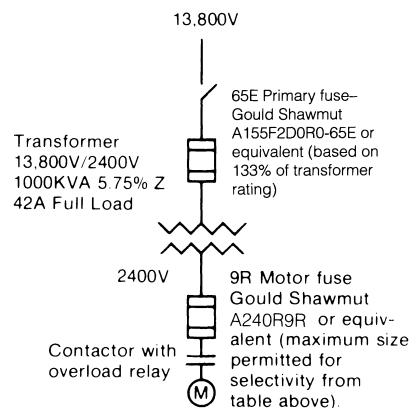 13,800V
65E Primary fuse–
Gould Shawmut
A155F2D0R0-65E or
equivalent (based on
133% of transformer
rating)
Transformer
13,800V/2400V
1000KVA 5.75% Z
42A Full Load
2400V
9R Motor fuse
Gould Shawmut
A240R9R or equiv-
alent (maximum size
permitted for
selectivity from
table above).
Contactor with
overload relay
M